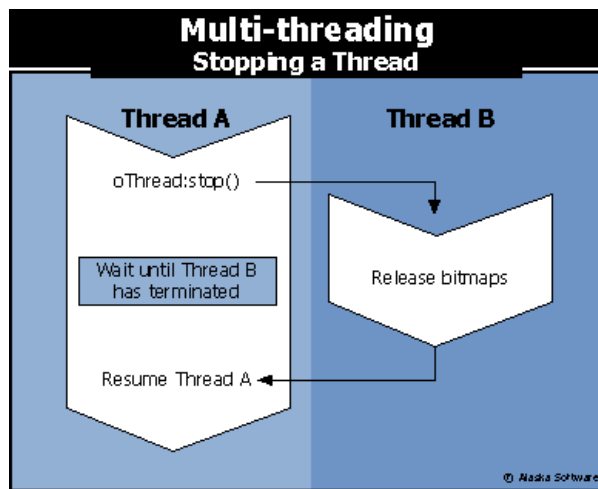 Multi-threading
Stopping a Thread
Thread A
Thread B
oThread:stop()
Wait until Thread B
has terminated
Release bitmaps
Resume Thread A
© Alaska Software